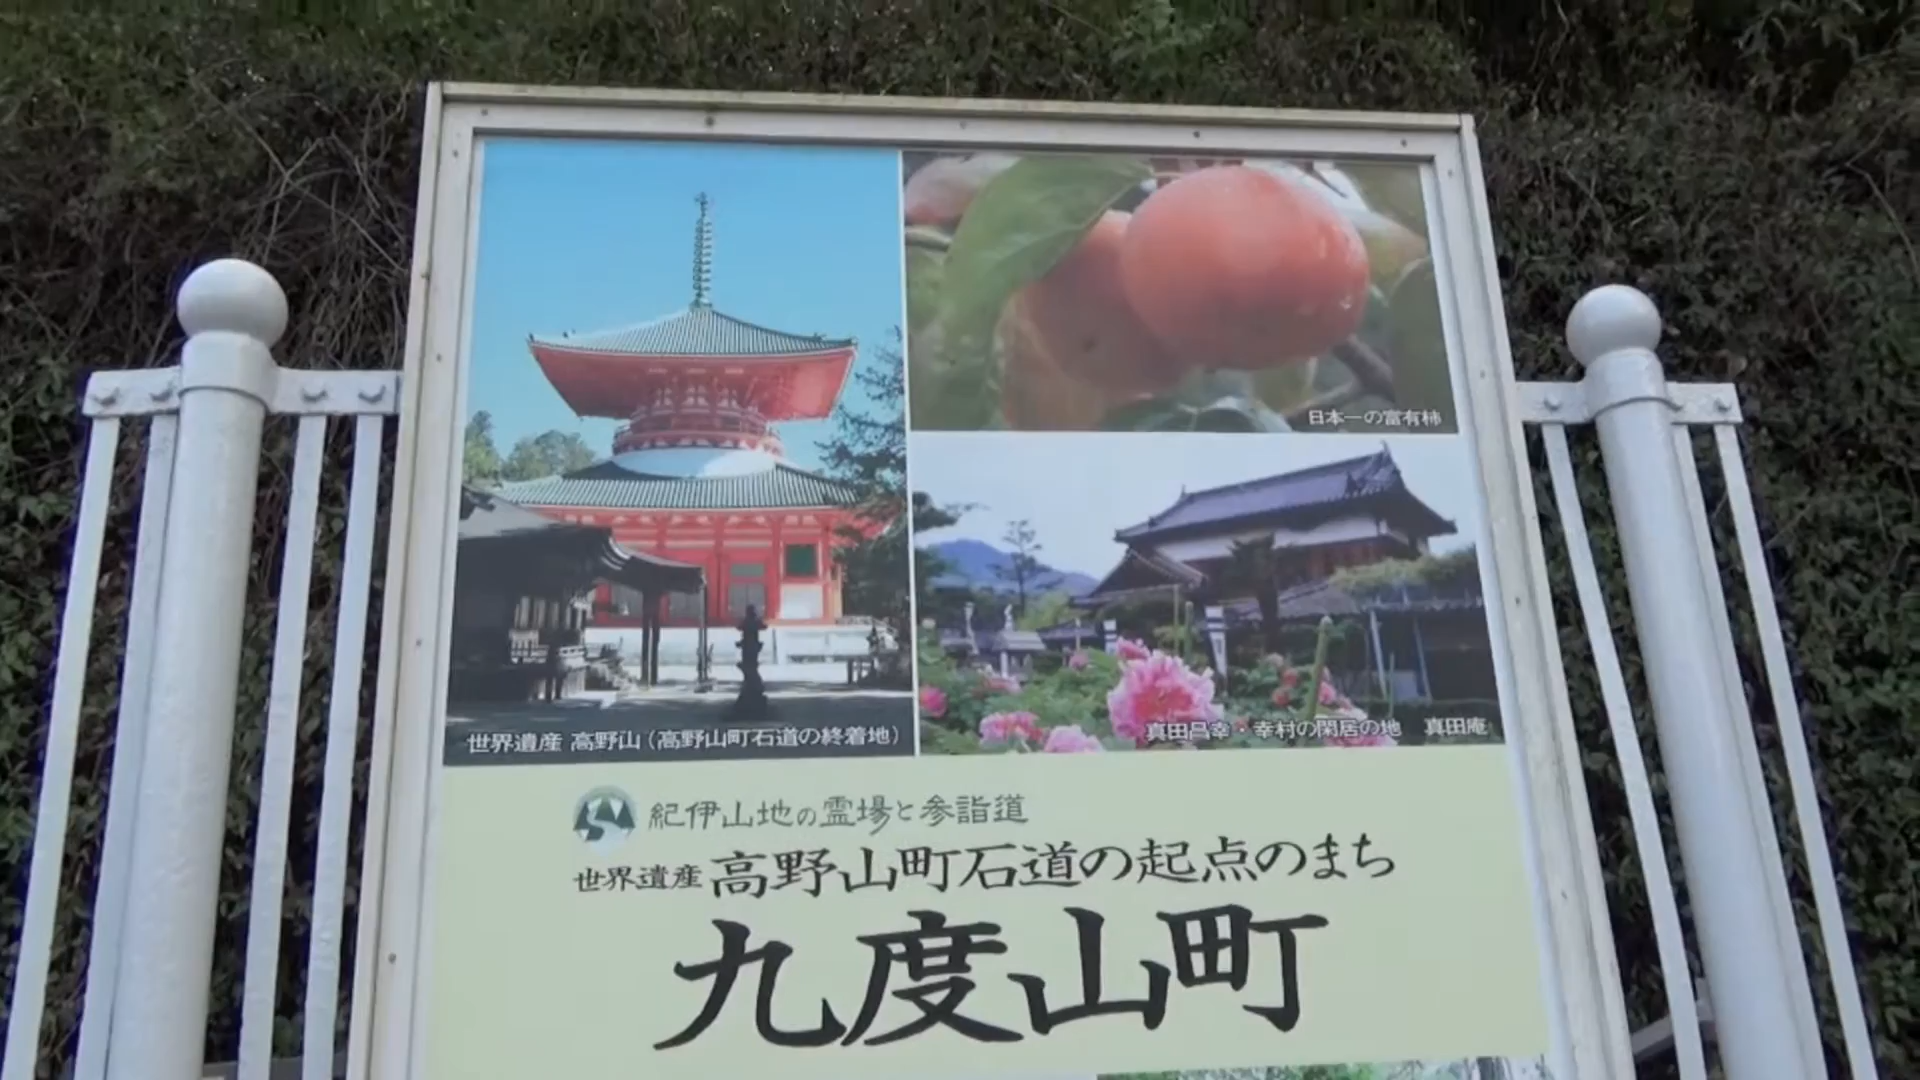 日本一の富有柿
世界遺産 高野山（高野山町石道の終着地）
真田昌幸・幸村の閑居の地 真田庵
紀伊山地の霊場と参詣道
世界遺産 高野山町石道の起点のまち
九度山町